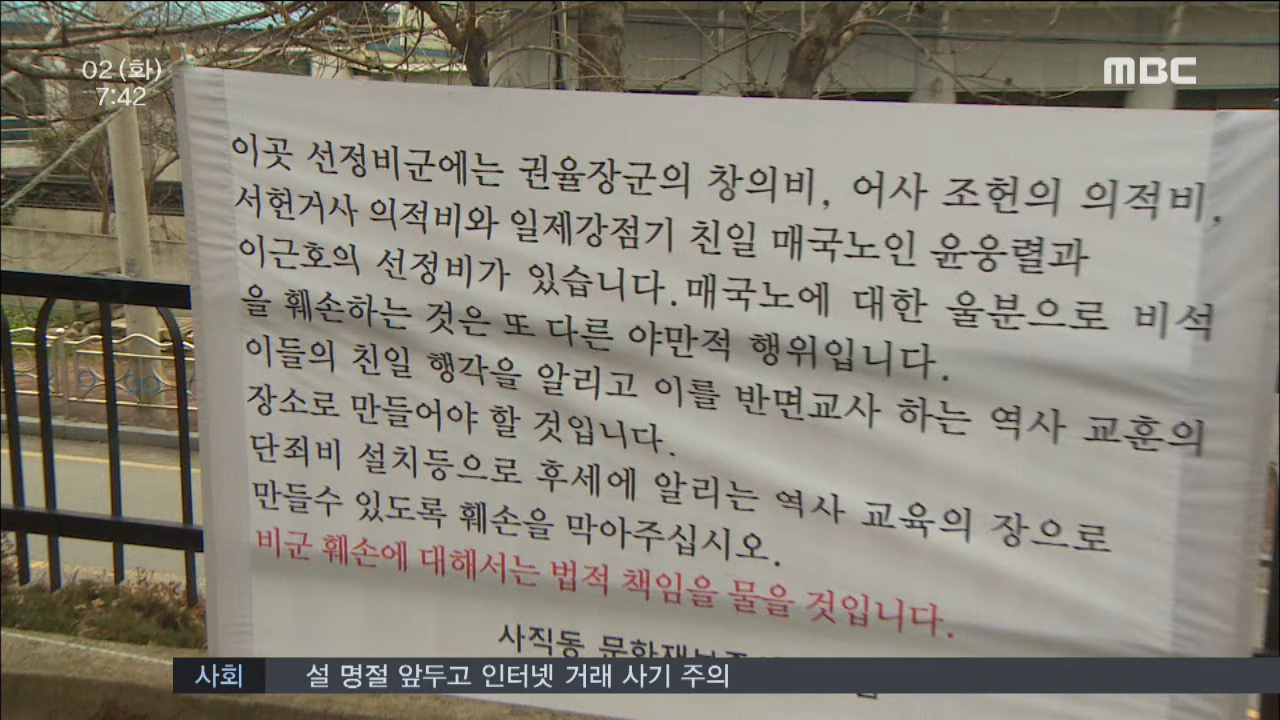 02(화)
7:42
MBC
이곳 선정비군에는 권율장군의 창의비, 어사 조헌의 의적비,
서헌거사 의적비와 일제강점기 친일 매국노인 윤웅렬과
이근호의 선정비가 있습니다.매국노에 대한 울분으로 비석
을 훼손하는 것은 또 다른 야만적 행위입니다.
이들의 친일 행각을 알리고 이를 반면교사 하는 역사 교훈의
장소로 만들어야 할 것입니다.
단죄비 설치등으로 후세에 알리는 역사 교육의 장으로
만들수 있도록 훼손을 막아주십시오.
비군 훼손에 대해서는 법적 책임을 물을 것입니다.
사직동
사회 설 명절 앞두고 인터넷 거래 사기 주의